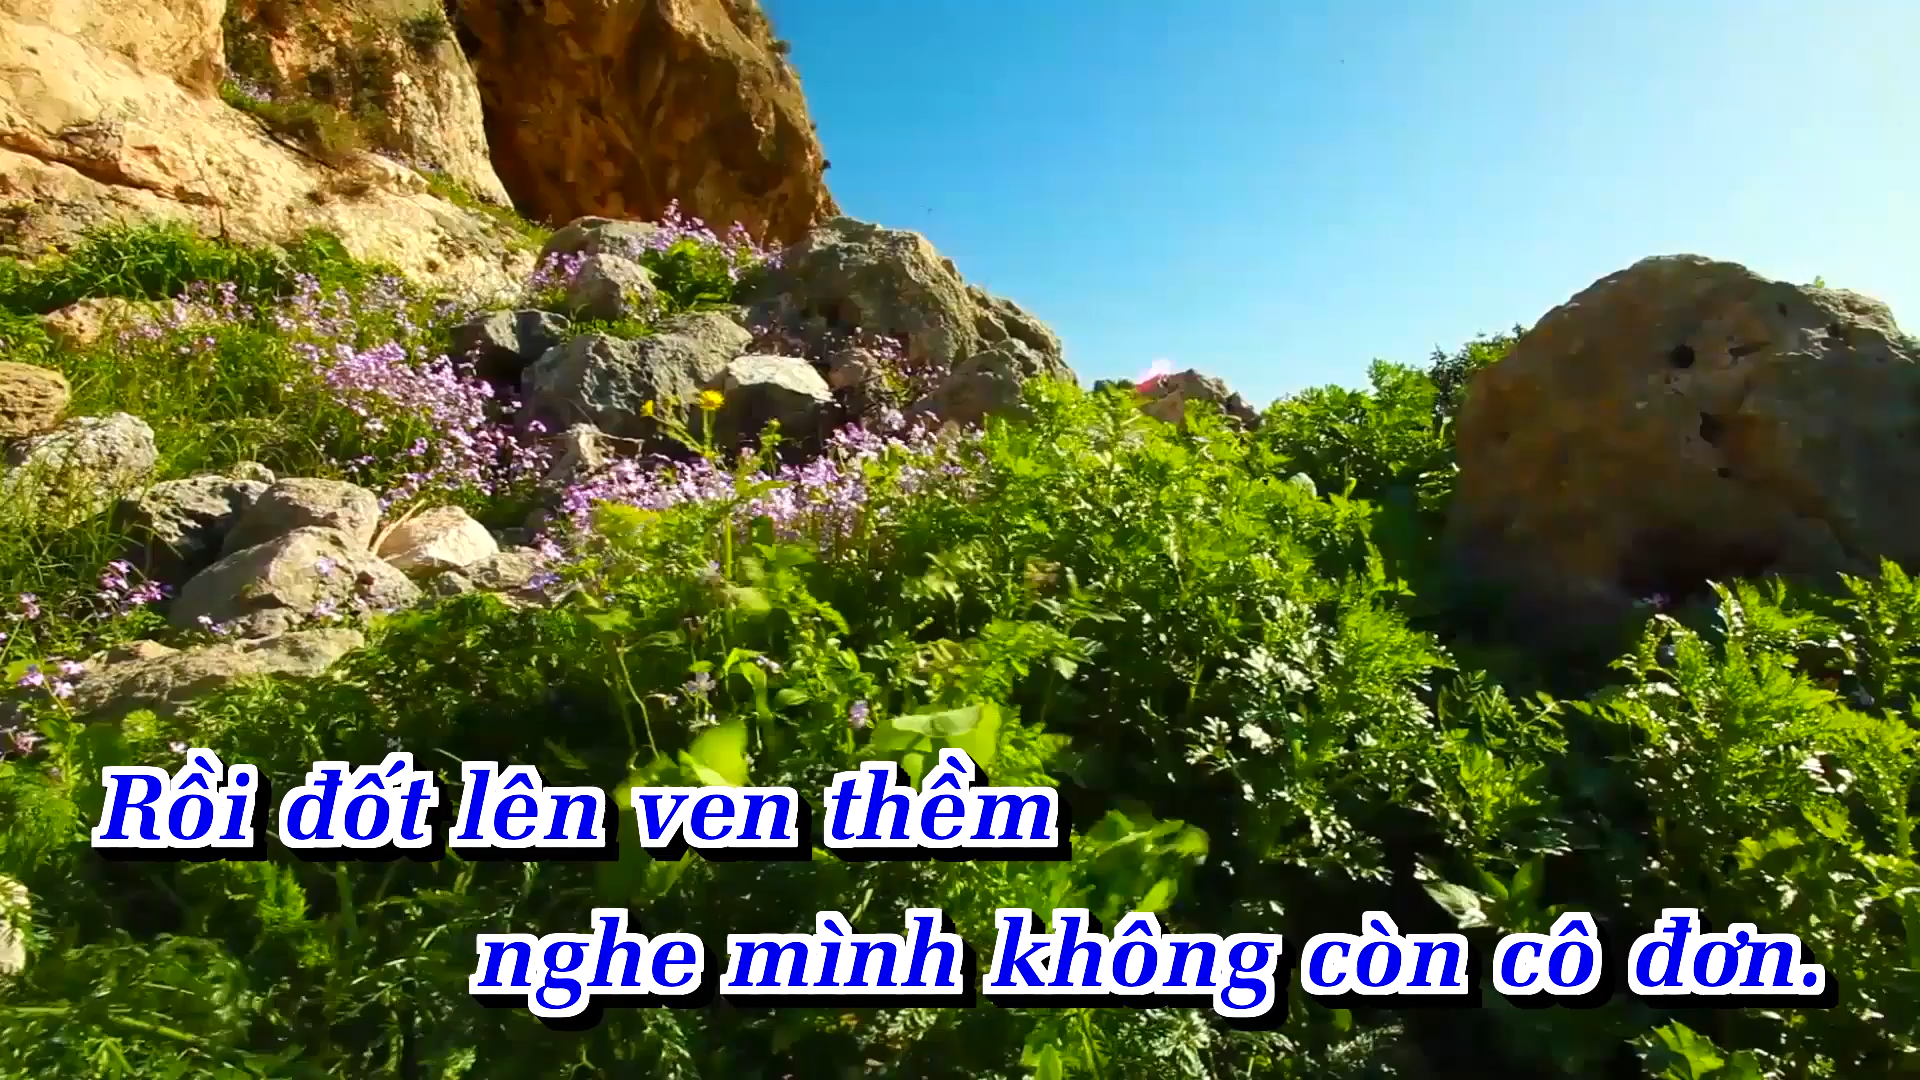 Rồi đốt lên ven thềm
nghe mình không còn cô đơn.